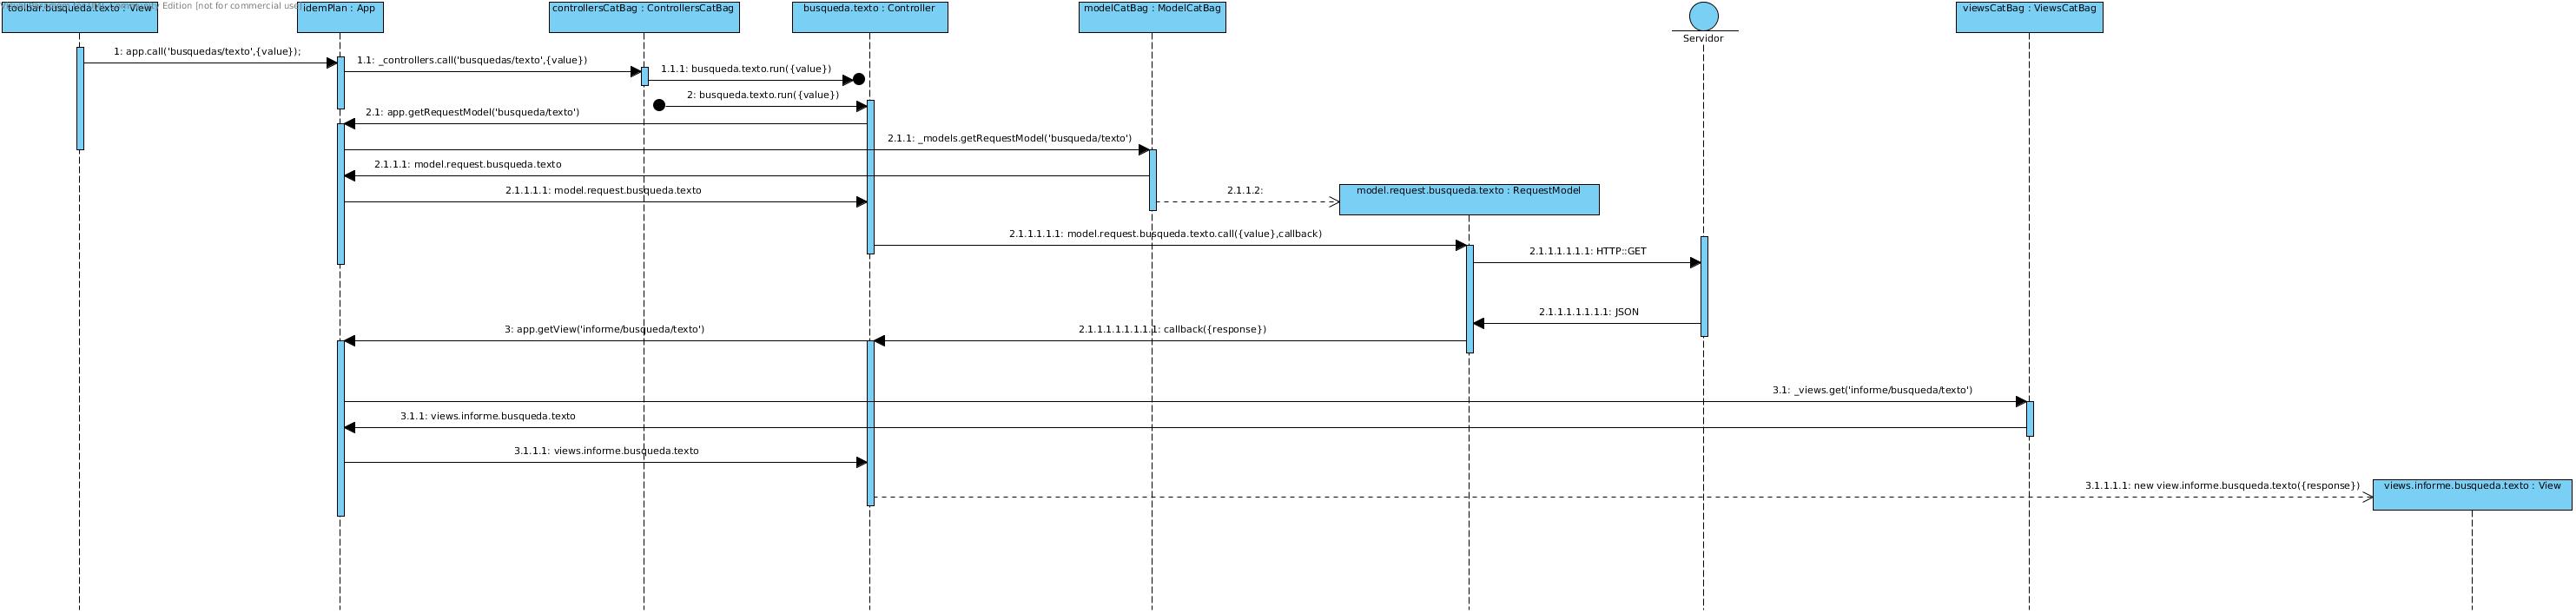 toolbar.busqueda.texto : View
Edition [not for commercial use]
idemPlan : App
controllersCatBag : ControllersCatBag
busqueda.texto : Controller
modelCatBag : ModelCatBag
Servidor
viewsCatBag : ViewsCatBag
1: app.call('busquedas/texto',{value});
1.1: _controllers.call('busquedas/texto',{value})
1.1.1: busqueda.texto.run({value})
2: busqueda.texto.run({value})
2.1: app.getRequestModel('busqueda/texto')
2.1.1: _models.getRequestModel('busqueda/texto')
2.1.1.1: model.request.busqueda.texto
2.1.1.1.1: model.request.busqueda.texto
2.1.1.2:
model.request.busqueda.texto : RequestModel
2.1.1.1.1.1: model.request.busqueda.texto.call({value},callback)
2.1.1.1.1.1.1: HTTP::GET
2.1.1.1.1.1.1.1: JSON
3: app.getView('informe/busqueda/texto')
2.1.1.1.1.1.1.1.1: callback({response})
3.1: _views.get('informe/busqueda/texto')
3.1.1: views.informe.busqueda.texto
3.1.1.1: views.informe.busqueda.texto
3.1.1.1.1: new view.informe.busqueda.texto({response})
views.informe.busqueda.texto : View